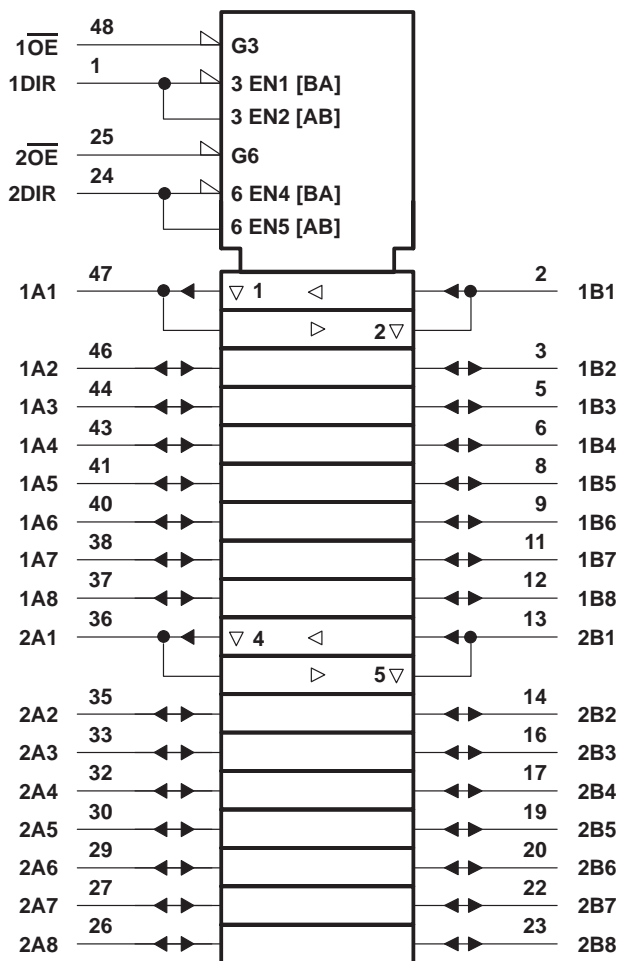 48
1O̅E̅ G3
1
1DIR 3 EN1 [BA]
3 EN2 [AB]
25
2O̅E̅ G6
24
2DIR 6 EN4 [BA]
6 EN5 [AB]
47 2
1A1 ▽ 1 ◁ 1B1
▷ 2 ▽
46 3
1A2 1B2
44 5
1A3 1B3
43 6
1A4 1B4
41 8
1A5 1B5
40 9
1A6 1B6
38 11
1A7 1B7
37 12
1A8 1B8
36 13
2A1 ▽ 4 ◁ 2B1
▷ 5 ▽
35 14
2A2 2B2
33 16
2A3 2B3
32 17
2A4 2B4
30 19
2A5 2B5
29 20
2A6 2B6
27 22
2A7 2B7
26 23
2A8 2B8